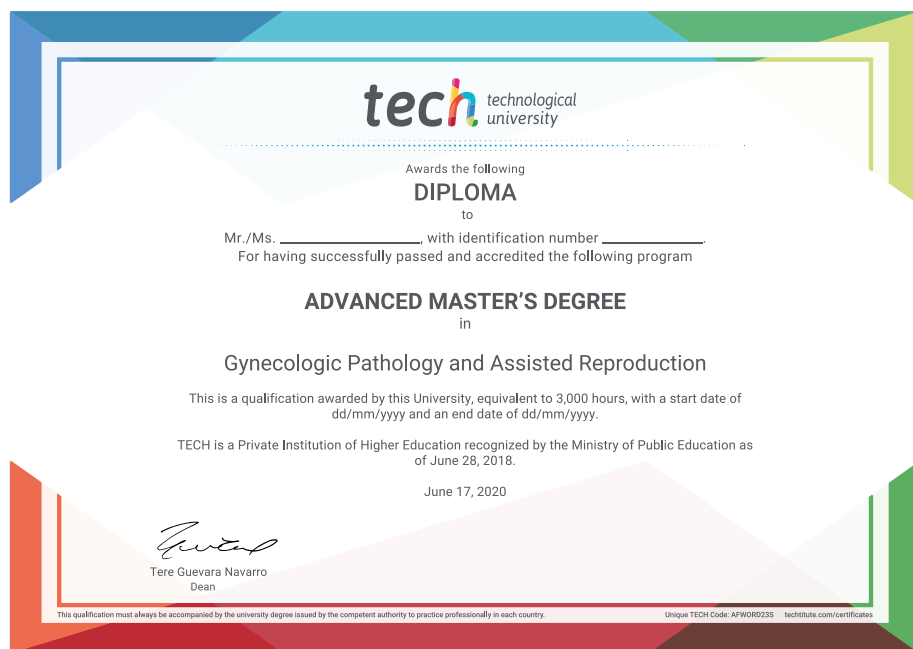 tech technological
university
Awards the following
DIPLOMA
to
Mr./Ms. ____________________, with identification number ______________.
For having successfully passed and accredited the following program
ADVANCED MASTER'S DEGREE
in
Gynecologic Pathology and Assisted Reproduction
This is a qualification awarded by this University, equivalent to 3,000 hours, with a start date of
dd/mm/yyyy and an end date of dd/mm/yyyy.
TECH is a Private Institution of Higher Education recognized by the Ministry of Public Education as
of June 28, 2018.
June 17, 2020
Tere Guevara Navarro
Dean
This qualification must always be accompanied by the university degree issued by the competent authority to practice professionally in each country. Unique TECH Code: AFWORD23S techtitute.com/certificates